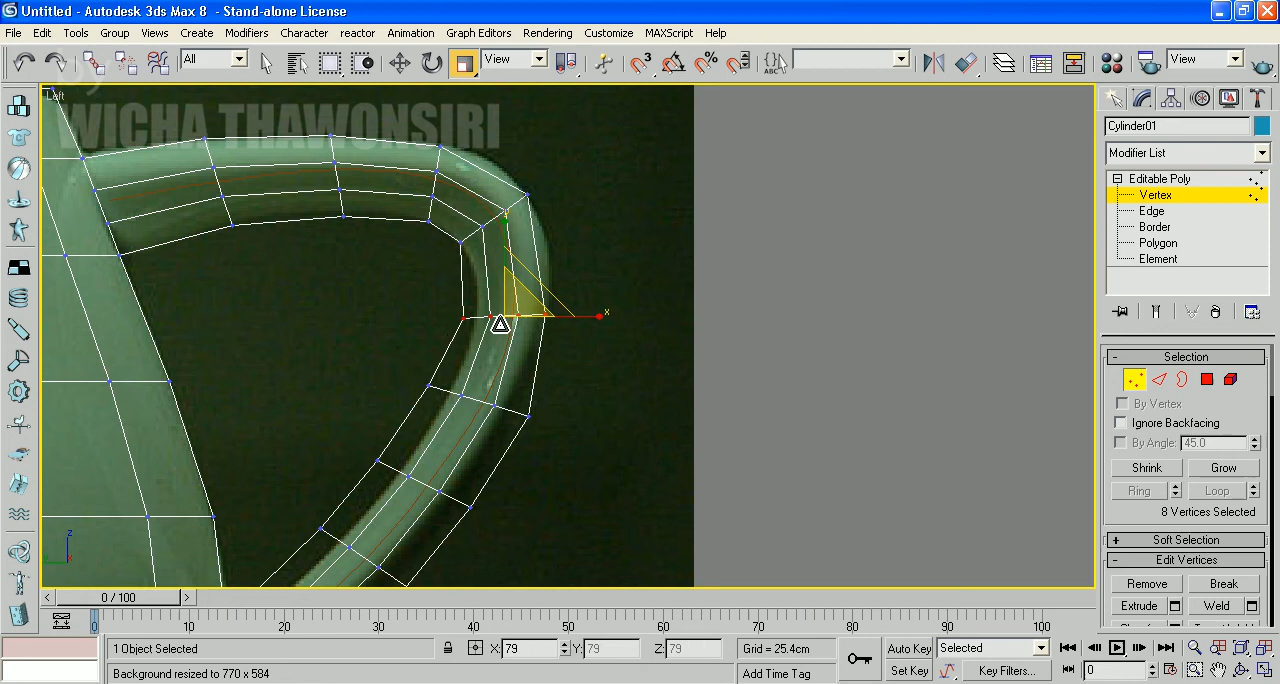 Untitled - Autodesk 3ds Max 8 - Stand-alone License
File Edit Tools Group Views Create Modifiers Character reactor Animation Graph Editors Rendering Customize MAXScript Help
All View View
by
Left
WICHA THAWONSIRI
Cylinder01
Modifier List
Editable Poly
Vertex
Edge
Border
Polygon
Element
y
x
z
- Selection
By Vertex
Ignore Backfacing
By Angle: 45.0
Shrink Grow
Ring Loop
8 Vertices Selected
+ Soft Selection
- Edit Vertices
Remove Break
Extrude Weld
0 / 100
0 10 20 30 40 50 60 70 80 90 100
1 Object Selected X: 79 Y: 79 Z: 79 Grid = 25.4cm Auto Key Selected
Background resized to 770 x 584 Add Time Tag Set Key Key Filters... 0